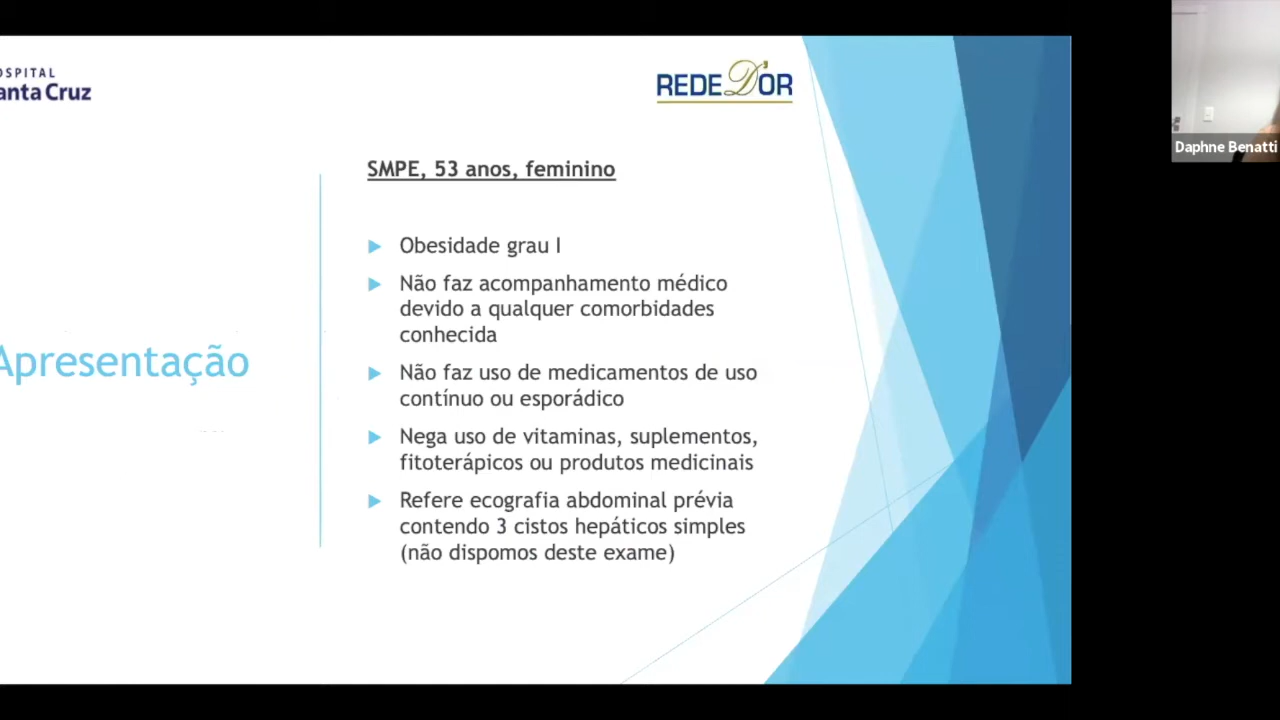 OSPITAL
anta Cruz
REDE D'OR
Daphne Benatti
SMPE, 53 anos, feminino
Obesidade grau I
Não faz acompanhamento médico
devido a qualquer comorbidades
conhecida
Apresentação
Não faz uso de medicamentos de uso
contínuo ou esporádico
Nega uso de vitaminas, suplementos,
fitoterápicos ou produtos medicinais
Refere ecografia abdominal prévia
contendo 3 cistos hepáticos simples
(não dispomos deste exame)